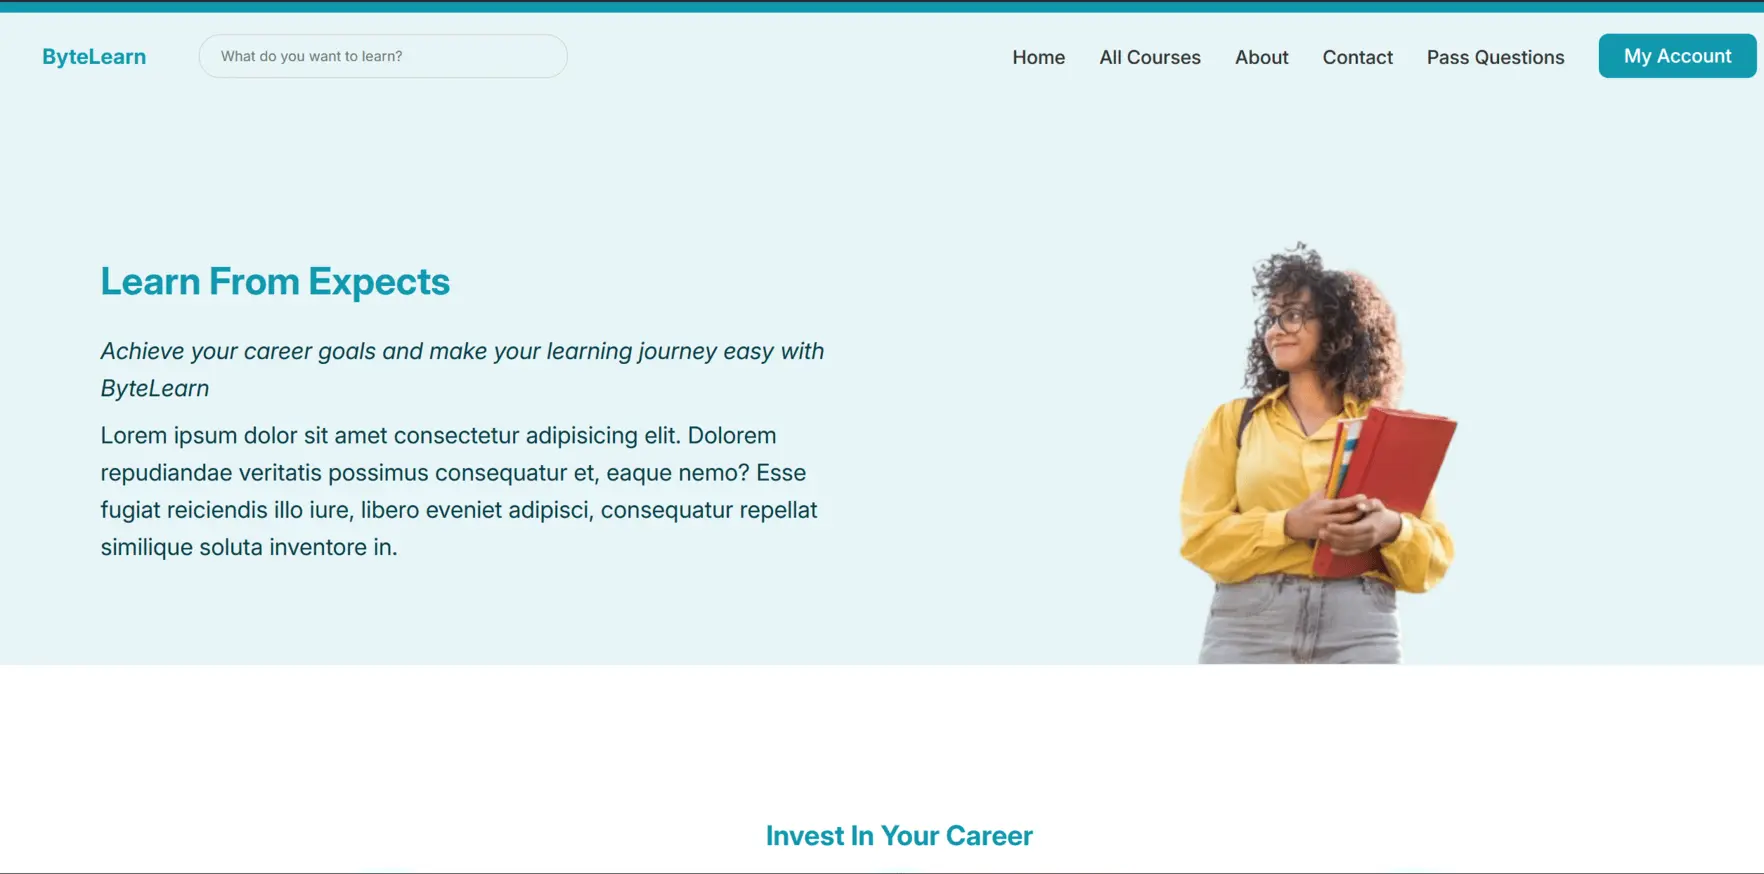 ByteLearn
What do you want to learn?
Home
All Courses
About
Contact
Pass Questions
My Account
Learn From Expects
Achieve your career goals and make your learning journey easy with
ByteLearn
Lorem ipsum dolor sit amet consectetur adipisicing elit. Dolorem
repudiandae veritatis possimus consequatur et, eaque nemo? Esse
fugiat reiciendis illo iure, libero eveniet adipisci, consequatur repellat
similique soluta inventore in.
Invest In Your Career